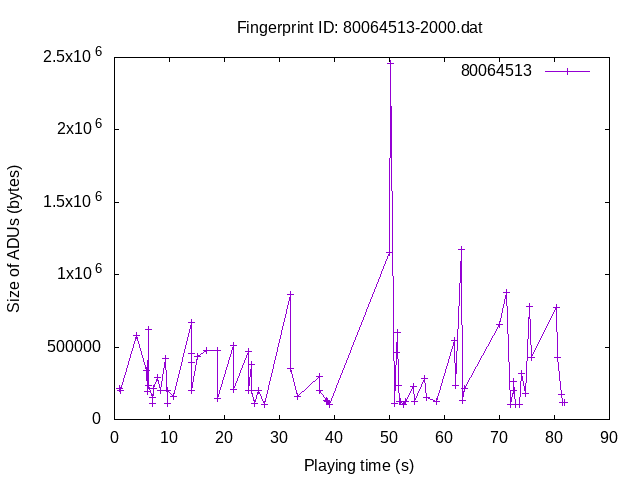 Fingerprint ID: 80064513-2000.dat
80064513
2.5x10 6
2x10 6
1.5x10 6
1x10 6
500000
0
Size of ADUs (bytes)
0 10 20 30 40 50 60 70 80 90
Playing time (s)